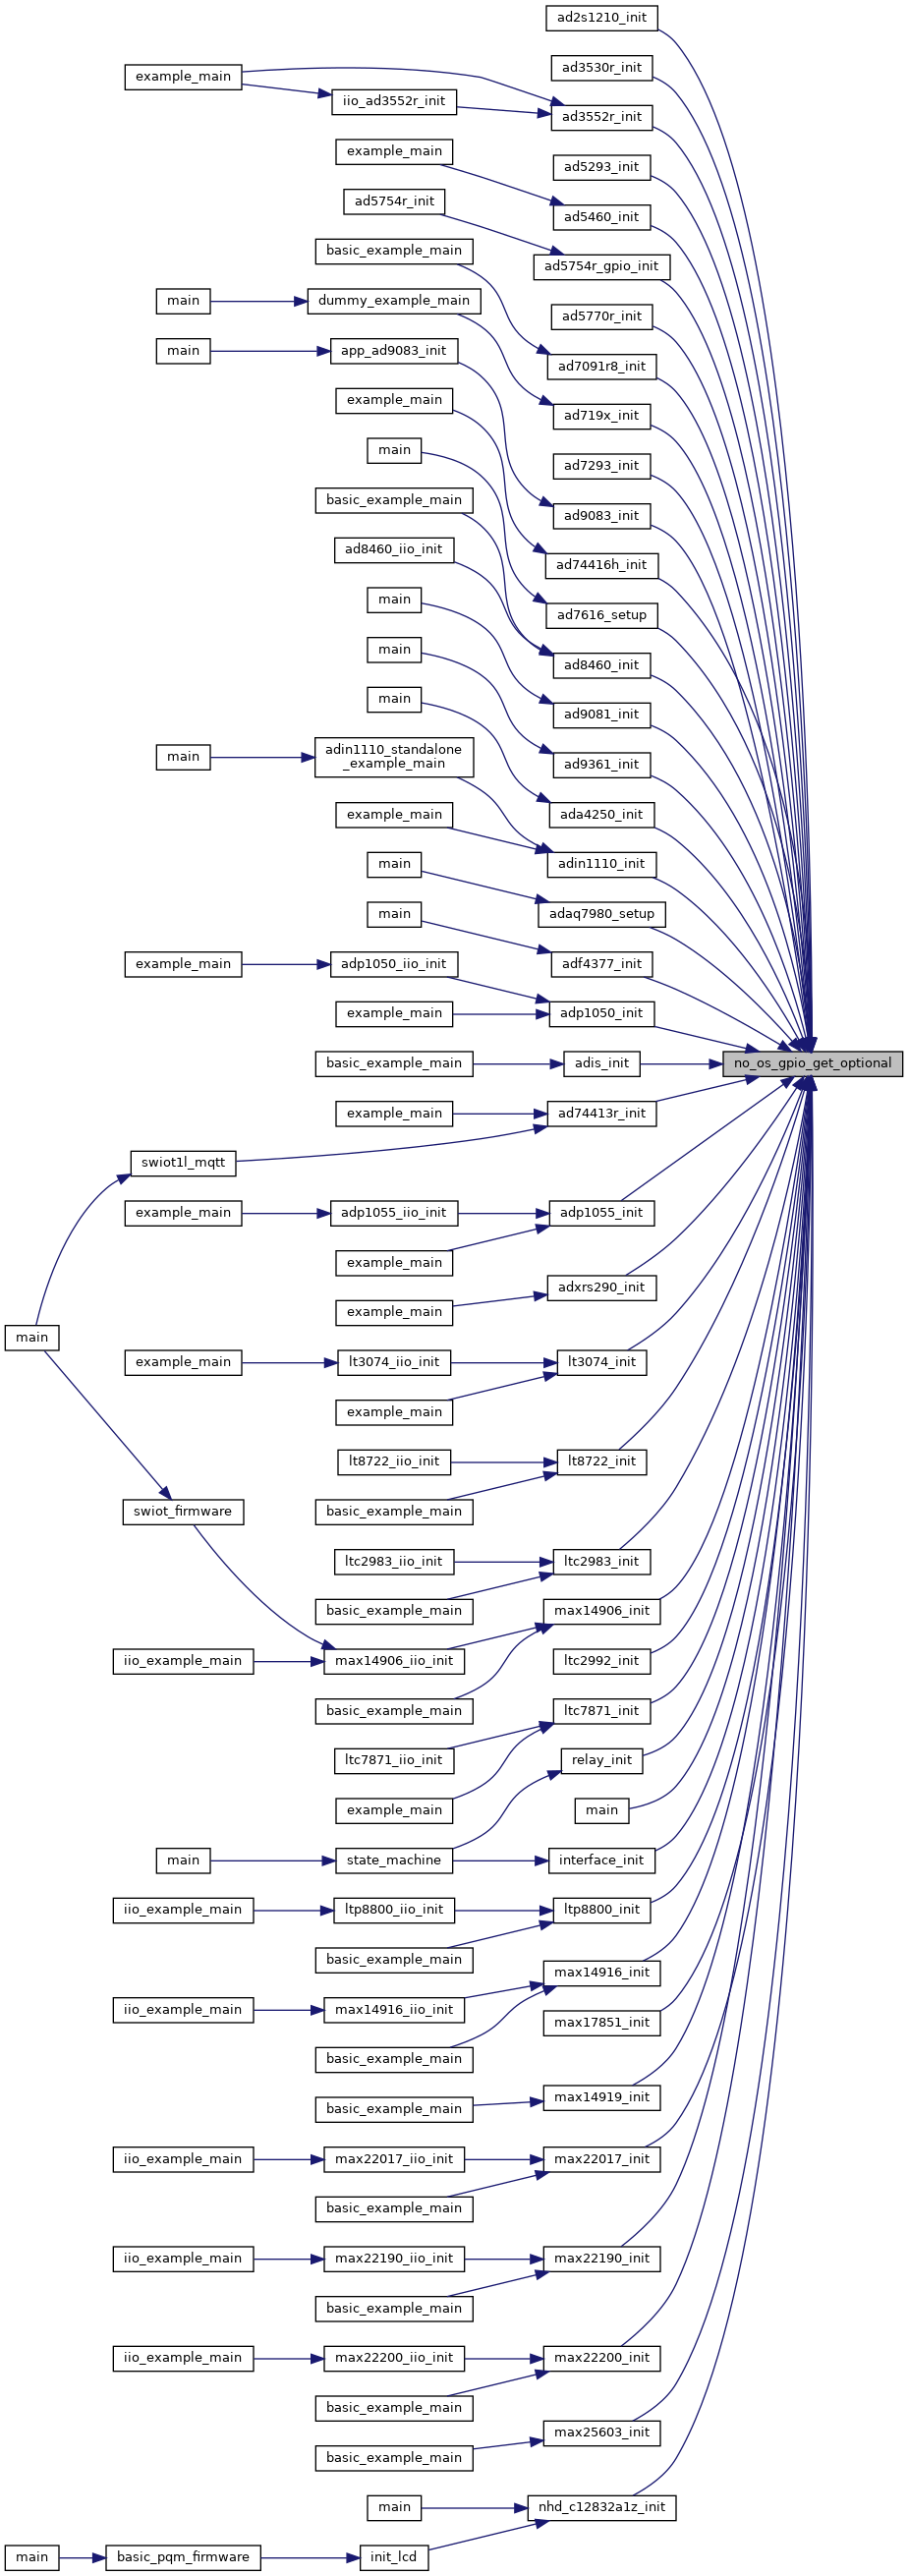 ad2s1210_init
ad3530r_init
example_main
iio_ad3552r_init
ad3552r_init
example_main
ad5293_init
ad5754r_init
ad5460_init
basic_example_main
ad5754r_gpio_init
main
dummy_example_main
ad5770r_init
main
app_ad9083_init
ad7091r8_init
example_main
ad719x_init
main
ad7293_init
basic_example_main
ad9083_init
ad8460_iio_init
ad74416h_init
main
ad7616_setup
main
ad8460_init
main
ad9081_init
main
adin1110_standalone
_example_main
ad9361_init
example_main
ada4250_init
main
adin1110_init
main
adaq7980_setup
example_main
adp1050_iio_init
adf4377_init
example_main
adp1050_init
basic_example_main
adis_init
no_os_gpio_get_optional
example_main
ad74413r_init
swiot1l_mqtt
example_main
adp1055_iio_init
adp1055_init
example_main
adxrs290_init
example_main
main
example_main
lt3074_iio_init
lt3074_init
example_main
lt8722_iio_init
lt8722_init
basic_example_main
swiot_firmware
ltc2983_iio_init
ltc2983_init
basic_example_main
max14906_init
iio_example_main
max14906_iio_init
ltc2992_init
basic_example_main
ltc7871_init
ltc7871_iio_init
relay_init
example_main
main
main
state_machine
interface_init
iio_example_main
ltp8800_iio_init
ltp8800_init
basic_example_main
max14916_init
iio_example_main
max14916_iio_init
max17851_init
basic_example_main
max14919_init
basic_example_main
iio_example_main
max22017_iio_init
max22017_init
basic_example_main
iio_example_main
max22190_iio_init
max22190_init
basic_example_main
iio_example_main
max22200_iio_init
max22200_init
basic_example_main
max25603_init
basic_example_main
main
nhd_c12832a1z_init
main
basic_pqm_firmware
init_lcd